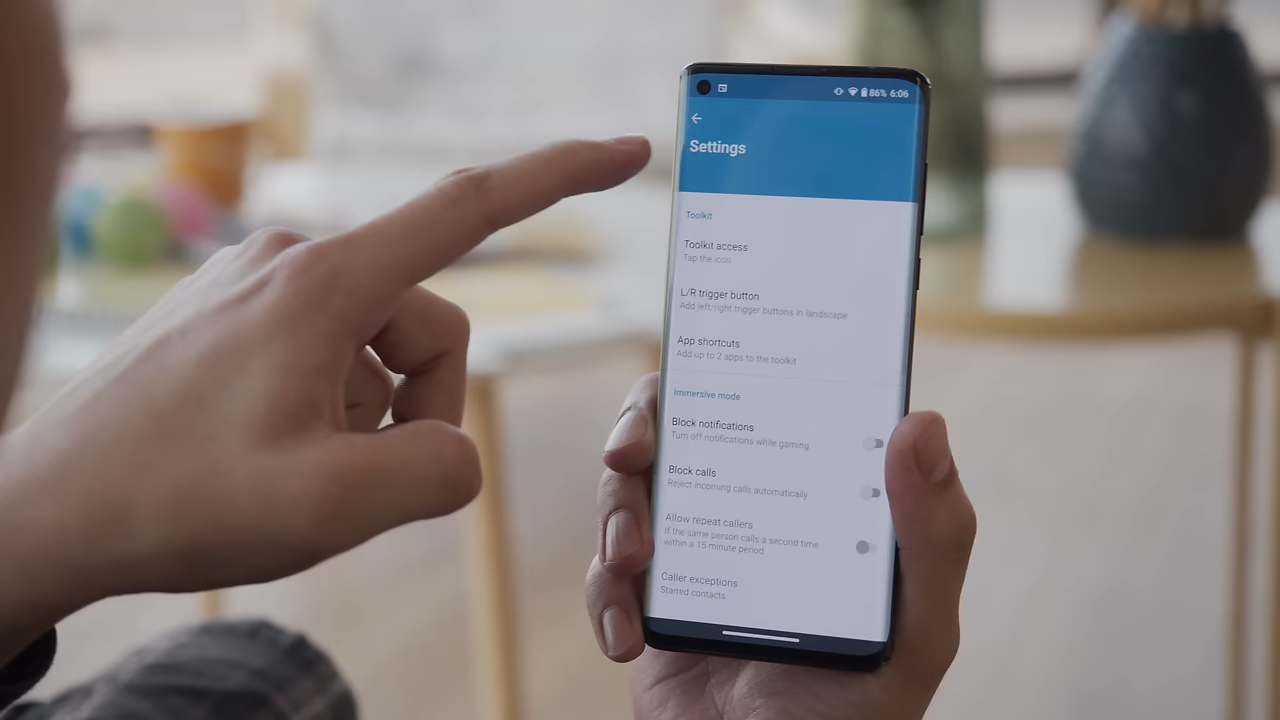 86% 6:06
Settings
Toolkit
Toolkit access
Tap the icon
L/R trigger button
Add left/right trigger buttons in landscape
App shortcuts
Add up to 2 apps to the toolkit
Immersive mode
Block notifications
Turn off notifications while gaming
Block calls
Reject incoming calls automatically
Allow repeat callers
If the same person calls a second time
within a 15 minute period
Caller exceptions
Starred contacts